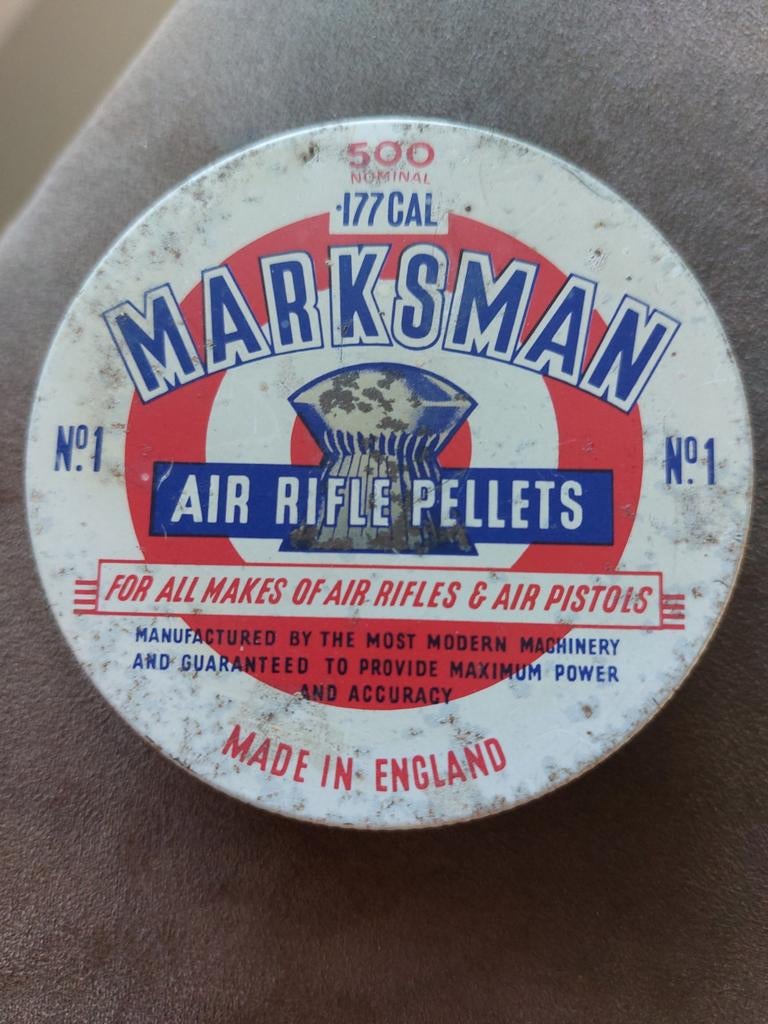 500
NOMINAL
·177 CAL
MARKSMAN
Nº1
Nº1
AIR RIFLE PELLETS
FOR ALL MAKES OF AIR RIFLES & AIR PISTOLS
MANUFACTURED BY THE MOST MODERN MACHINERY
AND GUARANTEED TO PROVIDE MAXIMUM POWER
AND ACCURACY
MADE IN ENGLAND